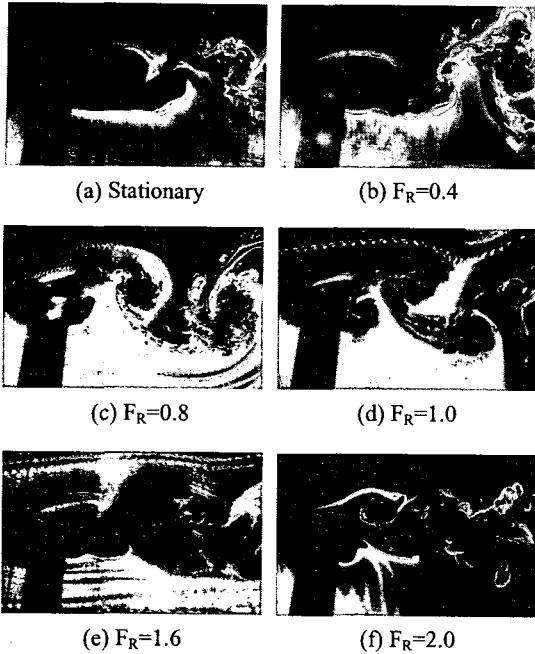 (a) Stationary
(b) F_R=0.4
(c) F_R=0.8
(d) F_R=1.0
(e) F_R=1.6
(f) F_R=2.0